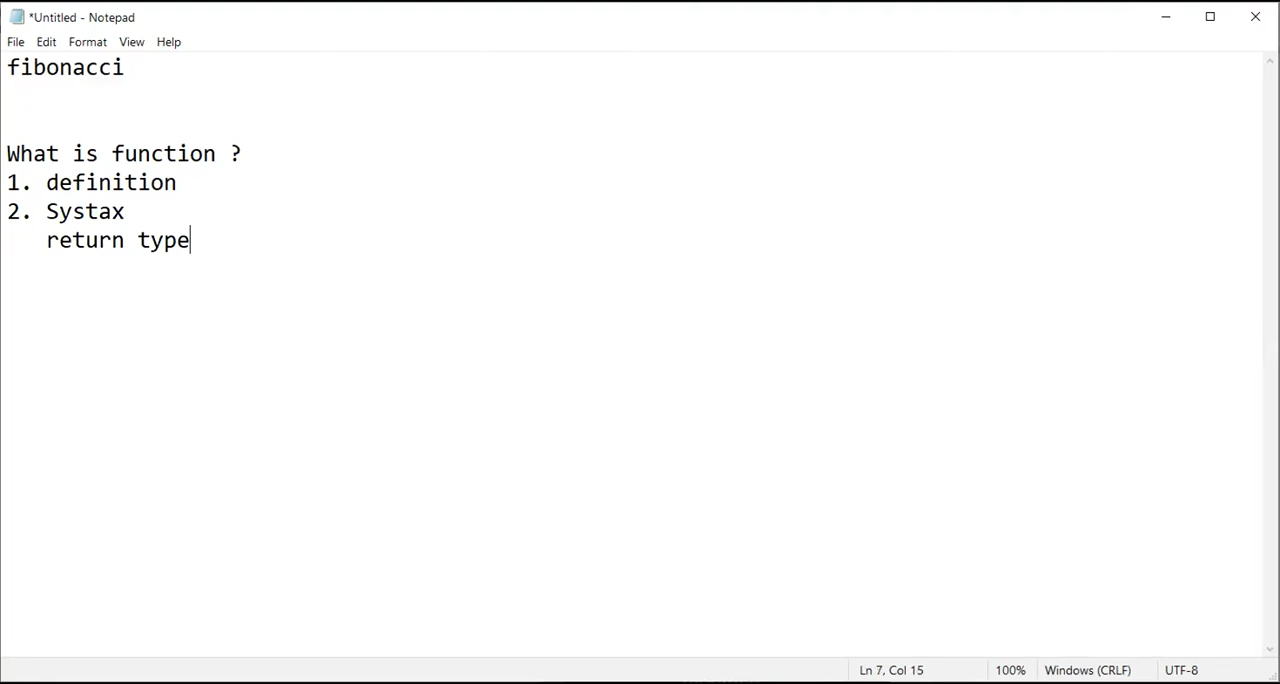 *Untitled - Notepad
File Edit Format View Help
fibonacci
What is function ?
1. definition
2. Systax
return type
Ln 7, Col 15 100% Windows (CRLF) UTF-8